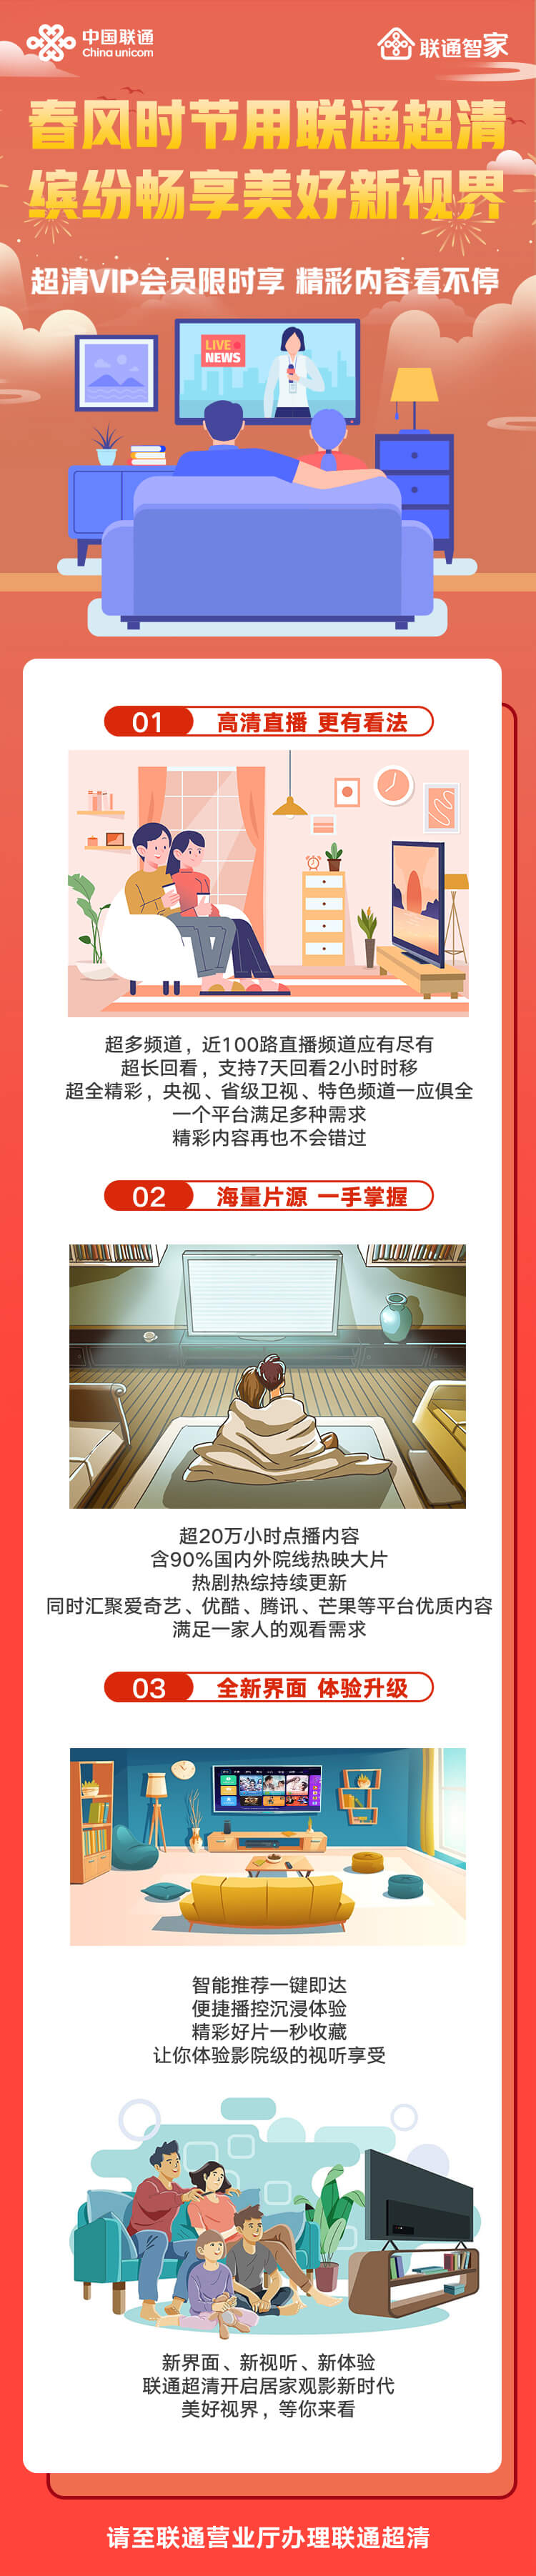 中国联通
China unicom
联通智家
春风时节用联通超清
缤纷畅享美好新视界
超清VIP会员限时享 精彩内容看不停
LIVE
NEWS
01 高清直播 更有看法
超多频道，近100路直播频道应有尽有
超长回看，支持7天回看2小时时移
超全精彩，央视、省级卫视、特色频道一应俱全
一个平台满足多种需求
精彩内容再也不会错过
02 海量片源 一手掌握
超20万小时点播内容
含90%国内外院线热映大片
热剧热综持续更新
同时汇聚爱奇艺、优酷、腾讯、芒果等平台优质内容
满足一家人的观看需求
03 全新界面 体验升级
智能推荐一键即达
便捷播控沉浸体验
精彩好片一秒收藏
让你体验影院级的视听享受
新界面、新视听、新体验
联通超清开启居家观影新时代
美好视界，等你来看
请至联通营业厅办理联通超清